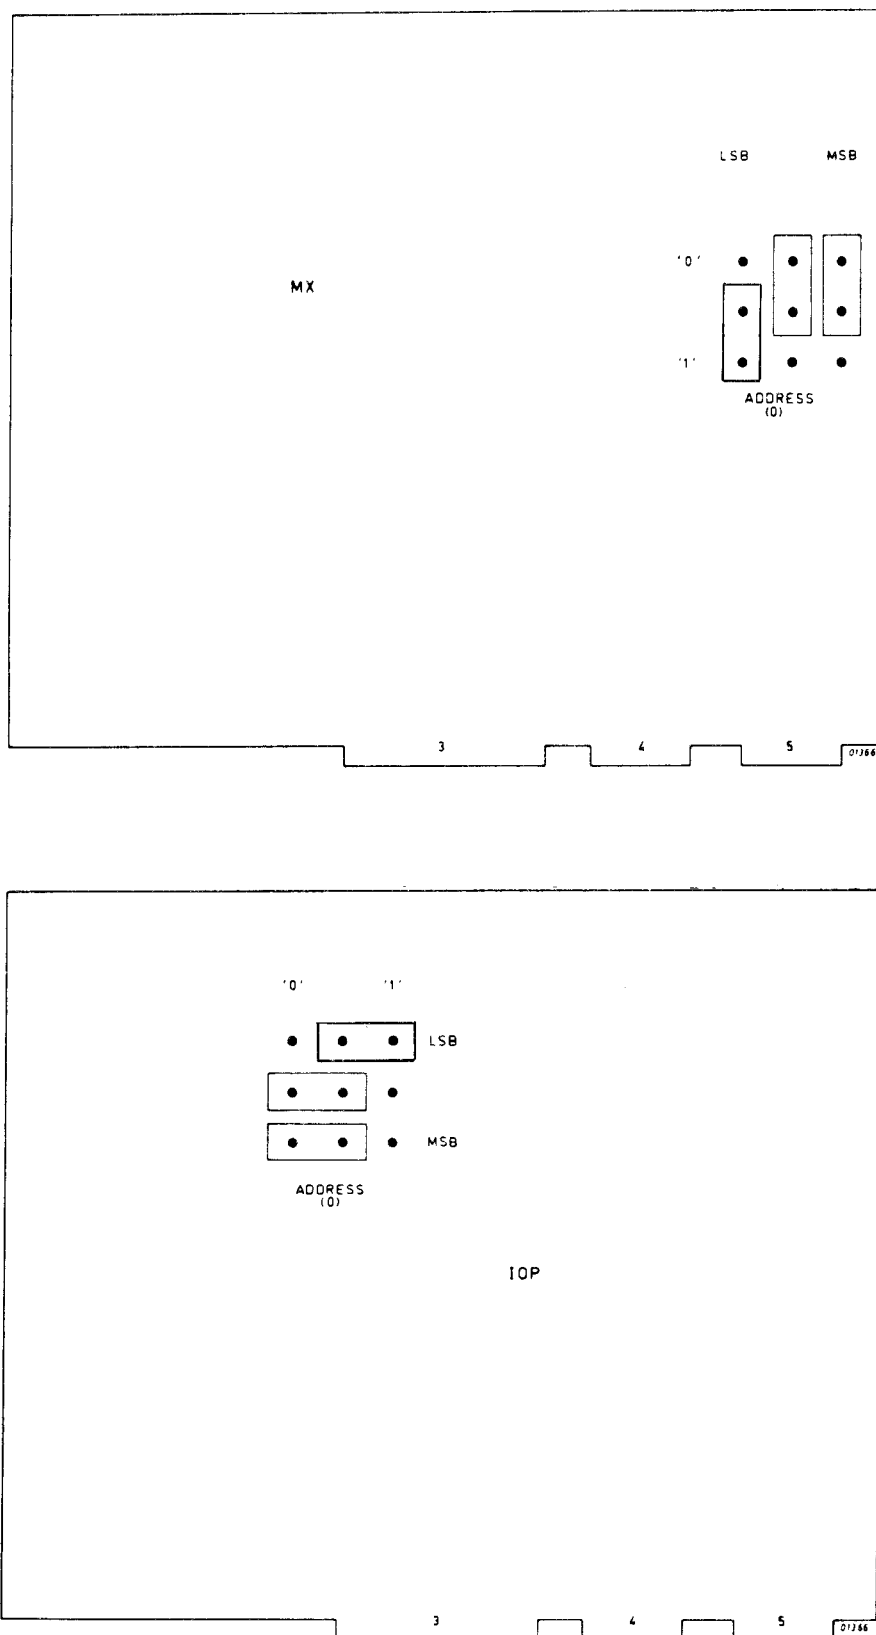 LSB MSB
'0'
MX
'1'
ADDRESS
(0)
3 4 5
01366
'0' '1'
LSB
MSB
ADDRESS
(0)
IOP
3 4 5
01366